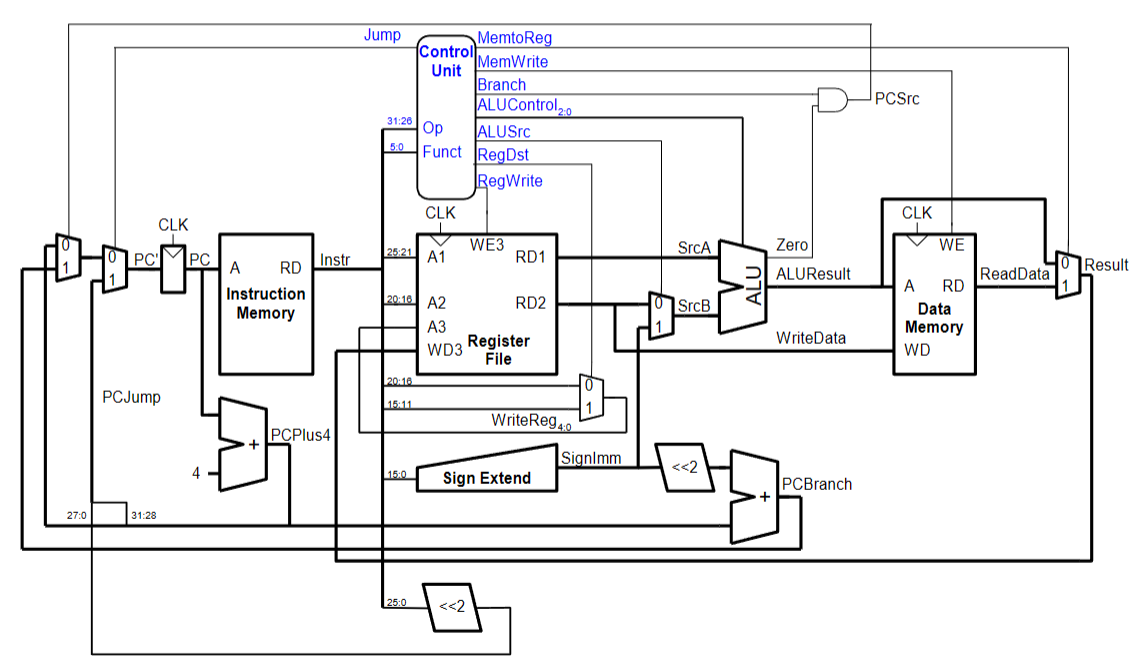 Jump
Control
Unit
MemtoReg
MemWrite
Branch
ALUControl2:0
PCSrc
31:26
Op
ALUSrc
5:0
Funct
RegDst
RegWrite
CLK
CLK
CLK
0
1
0
1
PC'
PC
A
RD
Instruction
Memory
Instr
25:21
A1
WE3
RD1
SrcA
Zero
ALU
ALUResult
WE
A
RD
ReadData
0
1
Result
20:16
A2
RD2
0
1
SrcB
Data
Memory
A3
WD3
Register
File
WriteData
WD
20:16
0
15:11
1
WriteReg4:0
PCJump
PCPlus4
+
4
SignImm
15:0
Sign Extend
<<2
+
PCBranch
27:0
31:28
25:0
<<2